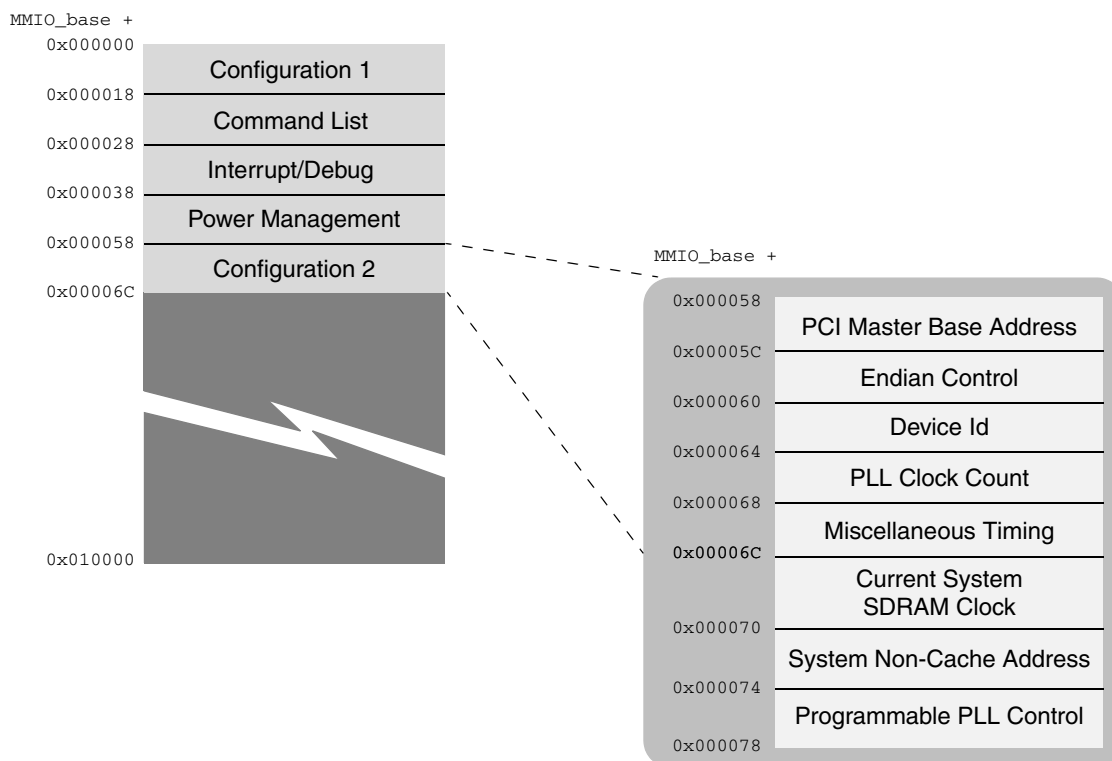 MMIO_base +
0x000000
Configuration 1
0x000018
Command List
0x000028
Interrupt/Debug
0x000038
Power Management
0x000058
Configuration 2
0x00006C
0x010000
MMIO_base +
0x000058
PCI Master Base Address
0x00005C
Endian Control
0x000060
Device Id
0x000064
PLL Clock Count
0x000068
Miscellaneous Timing
0x00006C
Current System
SDRAM Clock
0x000070
System Non-Cache Address
0x000074
Programmable PLL Control
0x000078